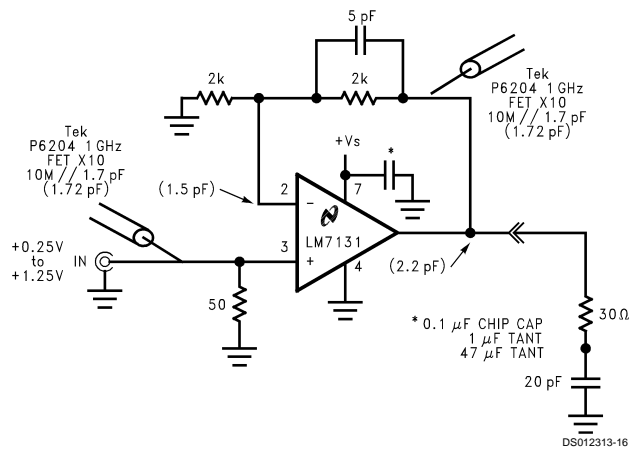 5 pF
2k
2k
Tek
P6204 1 GHz
FET X10
10M // 1.7 pF
(1.72 pF)
Tek
P6204 1 GHz
FET X10
10M // 1.7 pF
(1.72 pF)
+Vs
*
(1.5 pF)
2
7
−
LM7131
3
+
4
+0.25V
to
+1.25V
IN
50
(2.2 pF)
* 0.1 µF CHIP CAP
1 µF TANT
47 µF TANT
30Ω
20 pF
DS012313-16